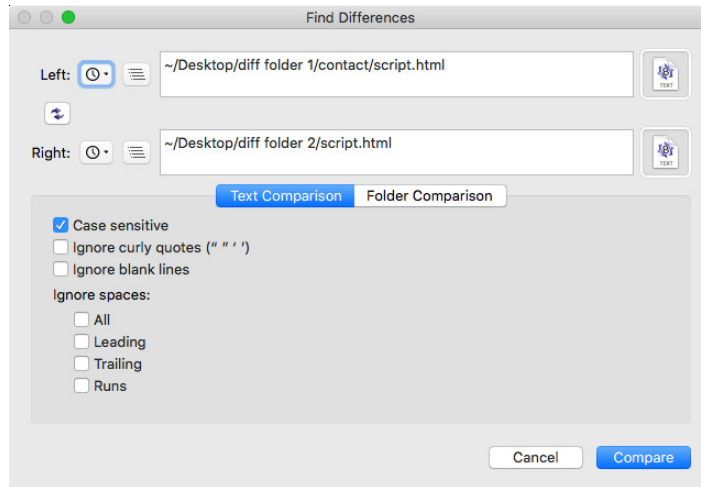 Find Differences
Left:
~/Desktop/diff folder 1/contact/script.html
TEXT
Right:
~/Desktop/diff folder 2/script.html
TEXT
Text Comparison Folder Comparison
Case sensitive
Ignore curly quotes (“ ” ‘ ’)
Ignore blank lines
Ignore spaces:
All
Leading
Trailing
Runs
Cancel Compare